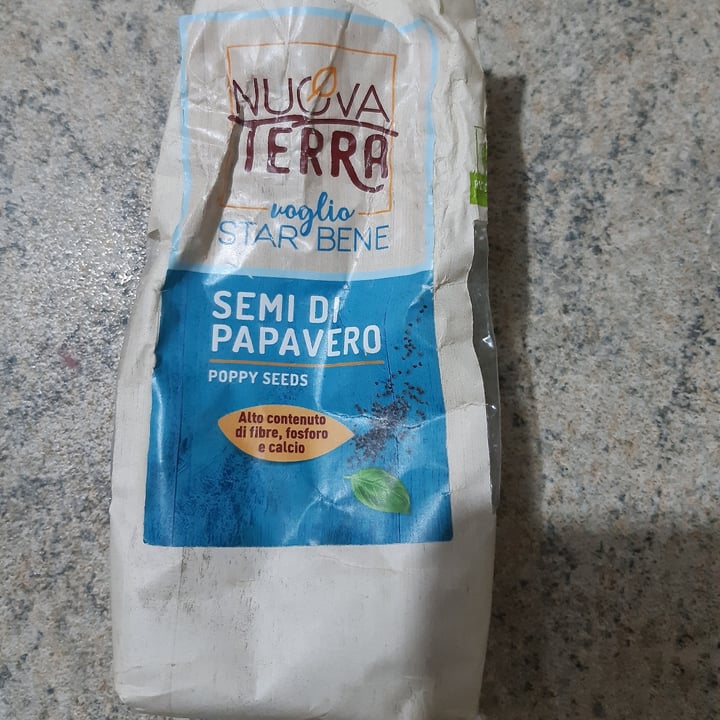 NUOVA
TERRA
voglio
STAR BENE
SEMI DI
PAPAVERO
POPPY SEEDS
Alto contenuto
di fibre, fosforo
e calcio